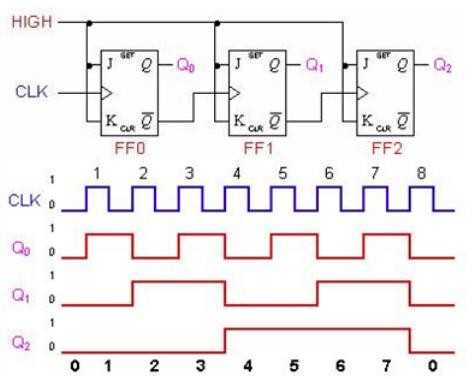 HIGH
J SET Q Q0 J SET Q Q1 J SET Q Q2
CLK
K CLR Q K CLR Q K CLR Q
FF0 FF1 FF2
1 2 3 4 5 6 7 8
CLK 1 0
Q0 1 0
Q1 1 0
Q2 1 0
0 1 2 3 4 5 6 7 0